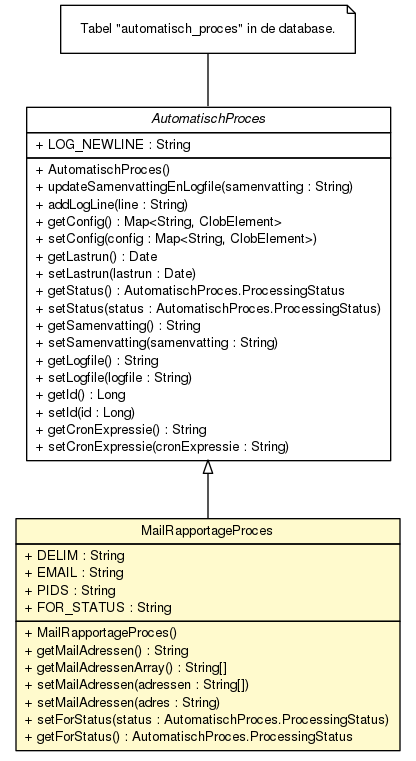 Tabel "automatisch_proces" in de database.
AutomatischProces
+ LOG_NEWLINE : String
+ AutomatischProces()
+ updateSamenvattingEnLogfile(samenvatting : String)
+ addLogLine(line : String)
+ getConfig() : Map<String, ClobElement>
+ setConfig(config : Map<String, ClobElement>)
+ getLastrun() : Date
+ setLastrun(lastrun : Date)
+ getStatus() : AutomatischProces.ProcessingStatus
+ setStatus(status : AutomatischProces.ProcessingStatus)
+ getSamenvatting() : String
+ setSamenvatting(samenvatting : String)
+ getLogfile() : String
+ setLogfile(logfile : String)
+ getId() : Long
+ setId(id : Long)
+ getCronExpressie() : String
+ setCronExpressie(cronExpressie : String)
MailRapportageProces
+ DELIM : String
+ EMAIL : String
+ PIDS : String
+ FOR_STATUS : String
+ MailRapportageProces()
+ getMailAdressen() : String
+ getMailAdressenArray() : String[]
+ setMailAdressen(adressen : String[])
+ setMailAdressen(adres : String)
+ setForStatus(status : AutomatischProces.ProcessingStatus)
+ getForStatus() : AutomatischProces.ProcessingStatus